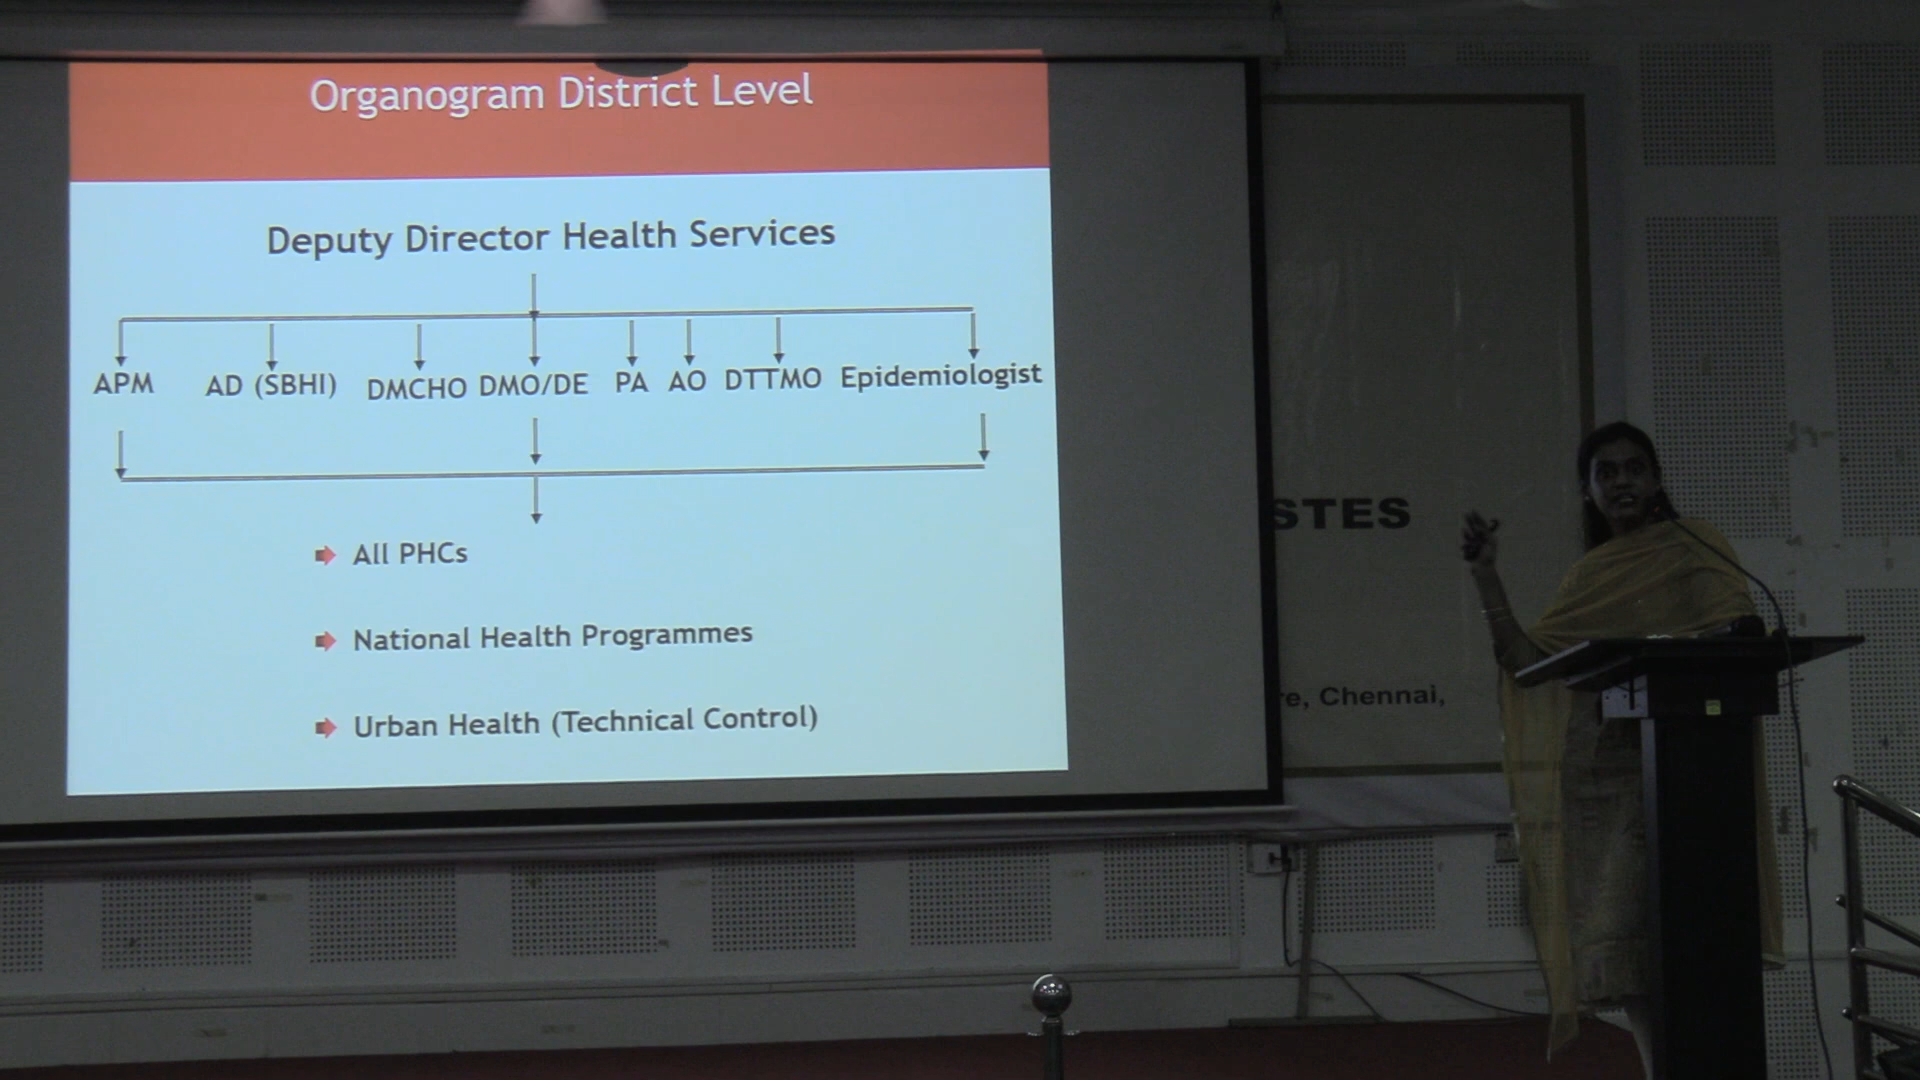 Organogram District Level
Deputy Director Health Services
APM AD (SBHI) DMCHO DMO/DE PA AO DTTMO Epidemiologist
All PHCs
National Health Programmes
Urban Health (Technical Control)
STES
re, Chennai,